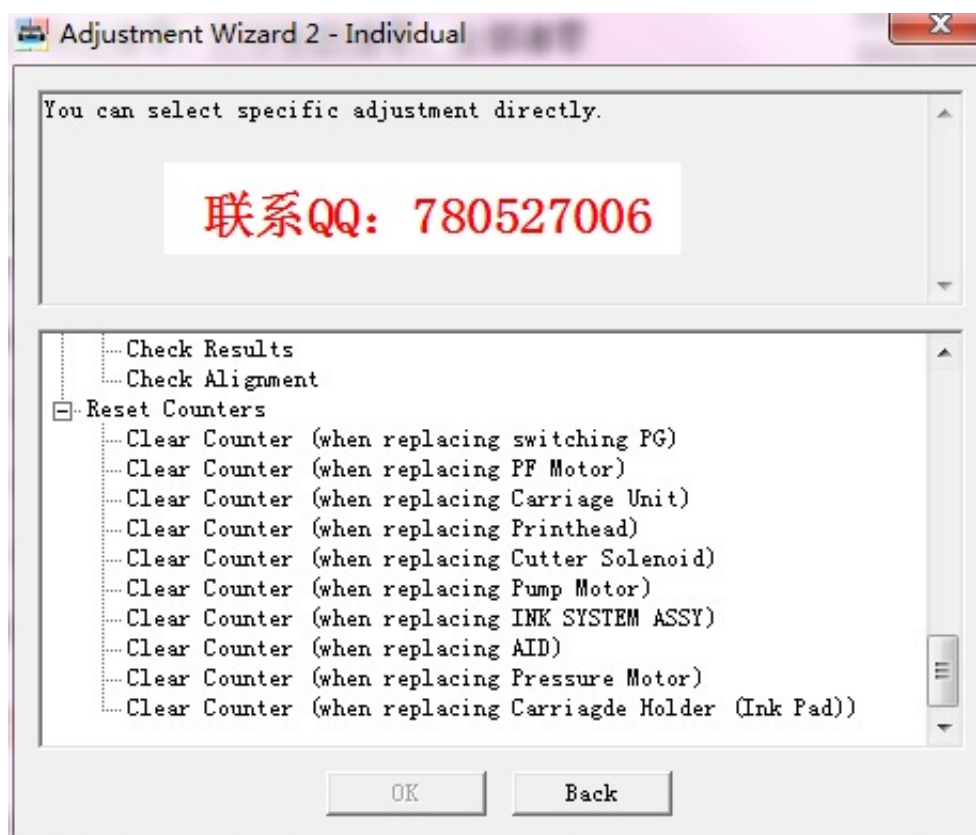 Adjustment Wizard 2 - Individual
You can select specific adjustment directly.
联系QQ：780527006
Check Results
Check Alignment
Reset Counters
Clear Counter (when replacing switching PG)
Clear Counter (when replacing PF Motor)
Clear Counter (when replacing Carriage Unit)
Clear Counter (when replacing Printhead)
Clear Counter (when replacing Cutter Solenoid)
Clear Counter (when replacing Pump Motor)
Clear Counter (when replacing INK SYSTEM ASSY)
Clear Counter (when replacing AID)
Clear Counter (when replacing Pressure Motor)
Clear Counter (when replacing Carriagde Holder (Ink Pad))
OK
Back